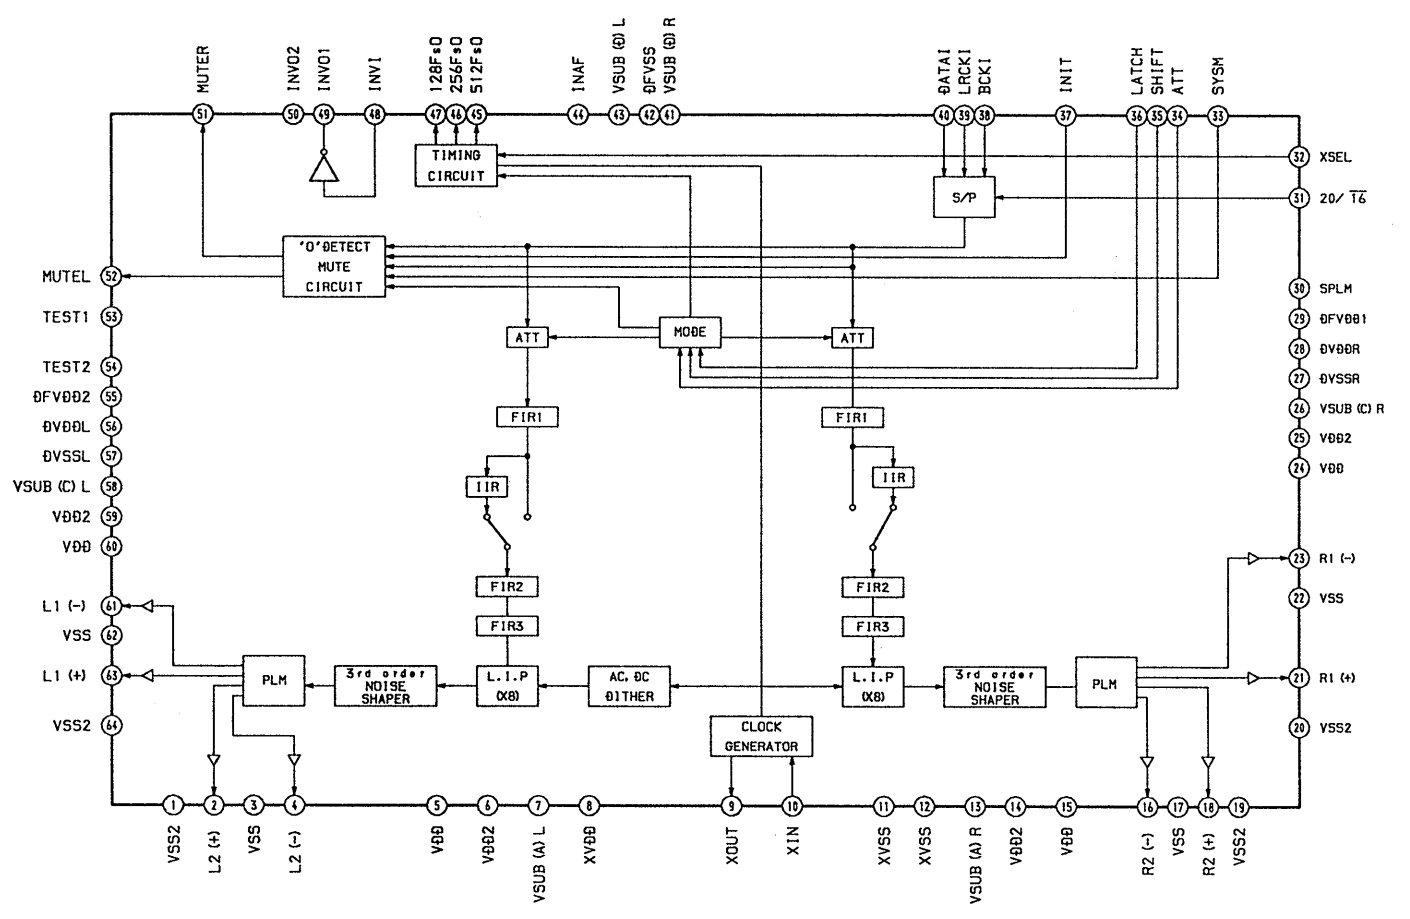 MUTER
INVO2
INVO1
INVI
128FsO
256FsO
512FsO
INAF
VSUB (D) L
DFVSS
VSUB (D) R
DATAI
LRCKI
BCKI
INIT
LATCH
SHIFT
ATT
SYSM
51 50 49 48 47 46 45 44 43 42 41 40 39 38 37 36 35 34 33
TIMING
CIRCUIT
32 XSEL
S/P
31 20/ 16
'0' DETECT
MUTE
CIRCUIT
MUTEL 52
TEST1 53
30 SPLM
29 DFVDD1
ATT
MODE
ATT
28 DVDDR
TEST2 54
27 DVSSR
DFVDD2 55
26 VSUB (C) R
FIR1
FIR1
DVDDL 56
25 VDD2
DVSSL 57
24 VDD
IIR
IIR
VSUB (C) L 58
VDD2 59
VDD 60
23 R1 (-)
FIR2
FIR2
L1 (-) 61
22 VSS
VSS 62
FIR3
FIR3
L1 (+) 63
PLM
3rd order
NOISE
SHAPER
L.I.P
(X8)
AC, DC
DITHER
L.I.P
(X8)
3rd order
NOISE
SHAPER
PLM
21 R1 (+)
VSS2 64
CLOCK
GENERATOR
20 VSS2
1 2 3 4 5 6 7 8 9 10 11 12 13 14 15 16 17 18 19
VSS2
L2 (+)
VSS
L2 (-)
VDD
VDD2
VSUB (A) L
XVDD
XOUT
XIN
XVSS
XVSS
VSUB (A) R
VDD2
VDD
R2 (-)
VSS
R2 (+)
VSS2